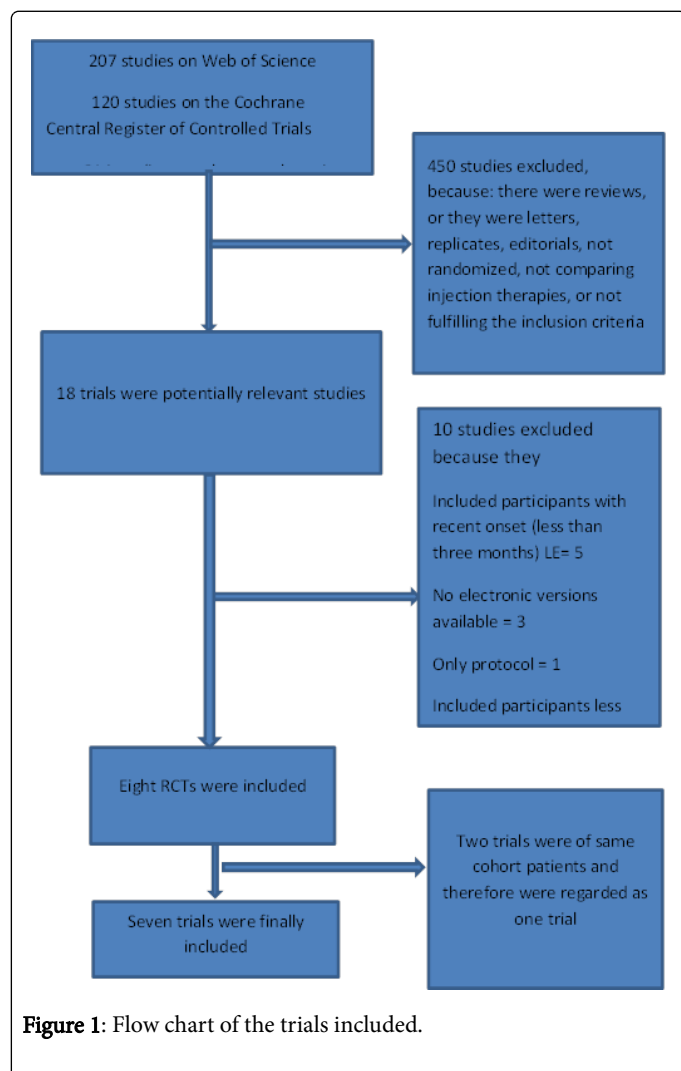 207 studies on Web of Science
120 studies on the Cochrane
Central Register of Controlled Trials
450 studies excluded,
because: there were reviews,
or they were letters,
replicates, editorials, not
randomized, not comparing
injection therapies, or not
fulfilling the inclusion criteria
18 trials were potentially relevant studies
10 studies excluded
because they
Included participants with
recent onset (less than
three months) LE= 5
No electronic versions
available = 3
Only protocol = 1
Included participants less
Eight RCTs were included
Two trials were of same
cohort patients and
therefore were regarded as
one trial
Seven trials were finally
included
Figure 1: Flow chart of the trials included.